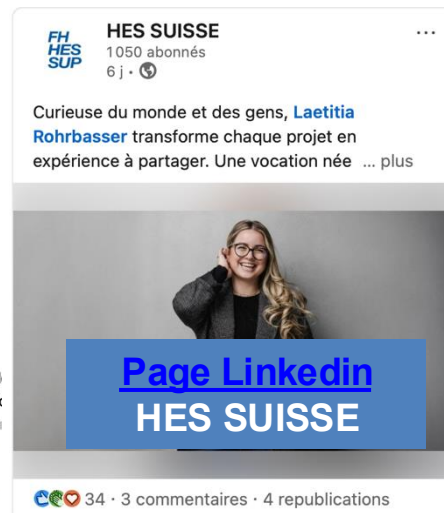 FH
HES
SUP
HES SUISSE
1050 abonnés
6 j •
Curieuse du monde et des gens, Laetitia
Rohrbasser transforme chaque projet en
expérience à partager. Une vocation née ... plus
Page Linkedin
HES SUISSE
34 · 3 commentaires · 4 republications